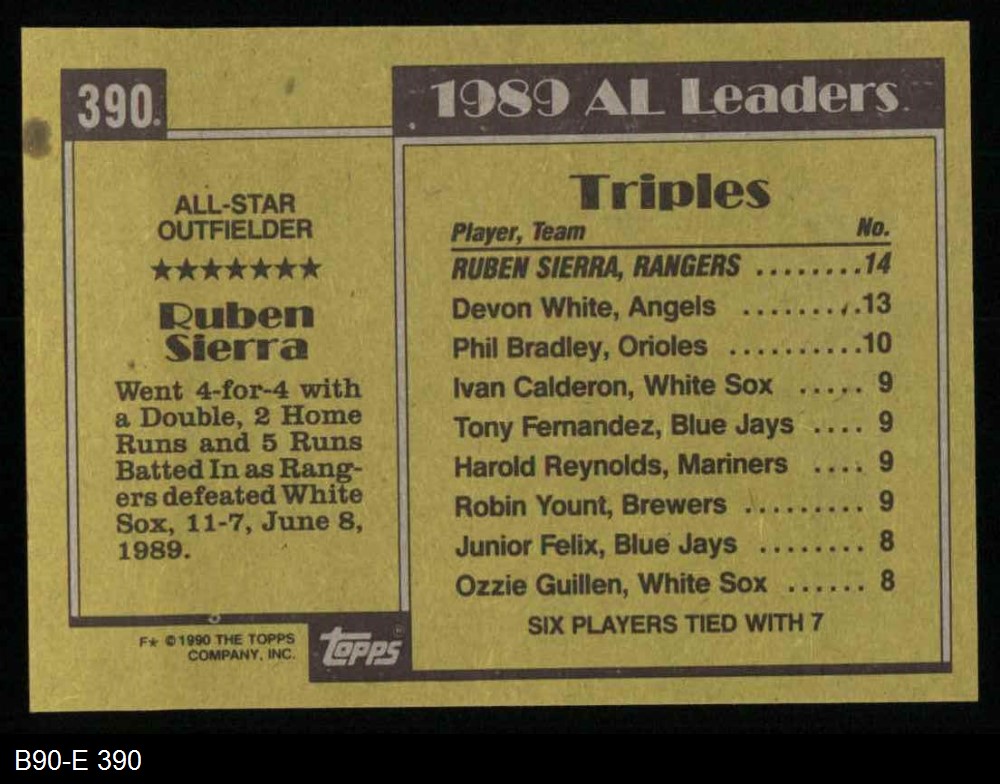 390.
1989 AL Leaders
ALL-STAR
OUTFIELDER
★★★★★★★
Ruben
Sierra
Went 4-for-4 with
a Double, 2 Home
Runs and 5 Runs
Batted In as Rang-
ers defeated White
Sox, 11-7, June 8,
1989.
Triples
Player, Team No.
RUBEN SIERRA, RANGERS ........14
Devon White, Angels .........13
Phil Bradley, Orioles ..........10
Ivan Calderon, White Sox ..... 9
Tony Fernandez, Blue Jays .... 9
Harold Reynolds, Mariners .... 9
Robin Yount, Brewers ......... 9
Junior Felix, Blue Jays ........ 8
Ozzie Guillen, White Sox ...... 8
SIX PLAYERS TIED WITH 7
F* © 1990 THE TOPPS
COMPANY, INC.
topps®
B90-E 390